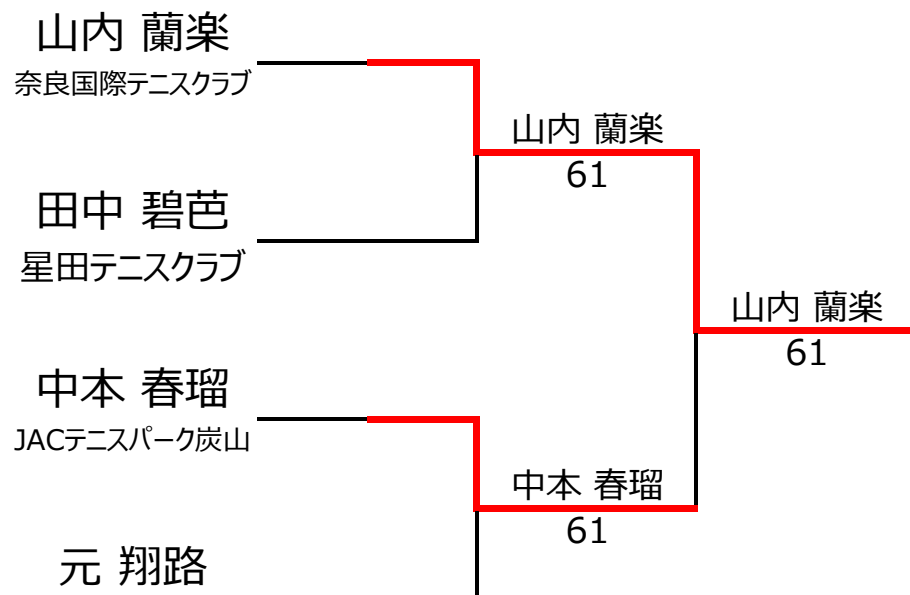 山内 蘭楽
奈良国際テニスクラブ
山内 蘭楽
61
田中 碧芭
星田テニスクラブ
山内 蘭楽
61
中本 春瑠
JACテニスパーク炭山
中本 春瑠
61
元 翔路